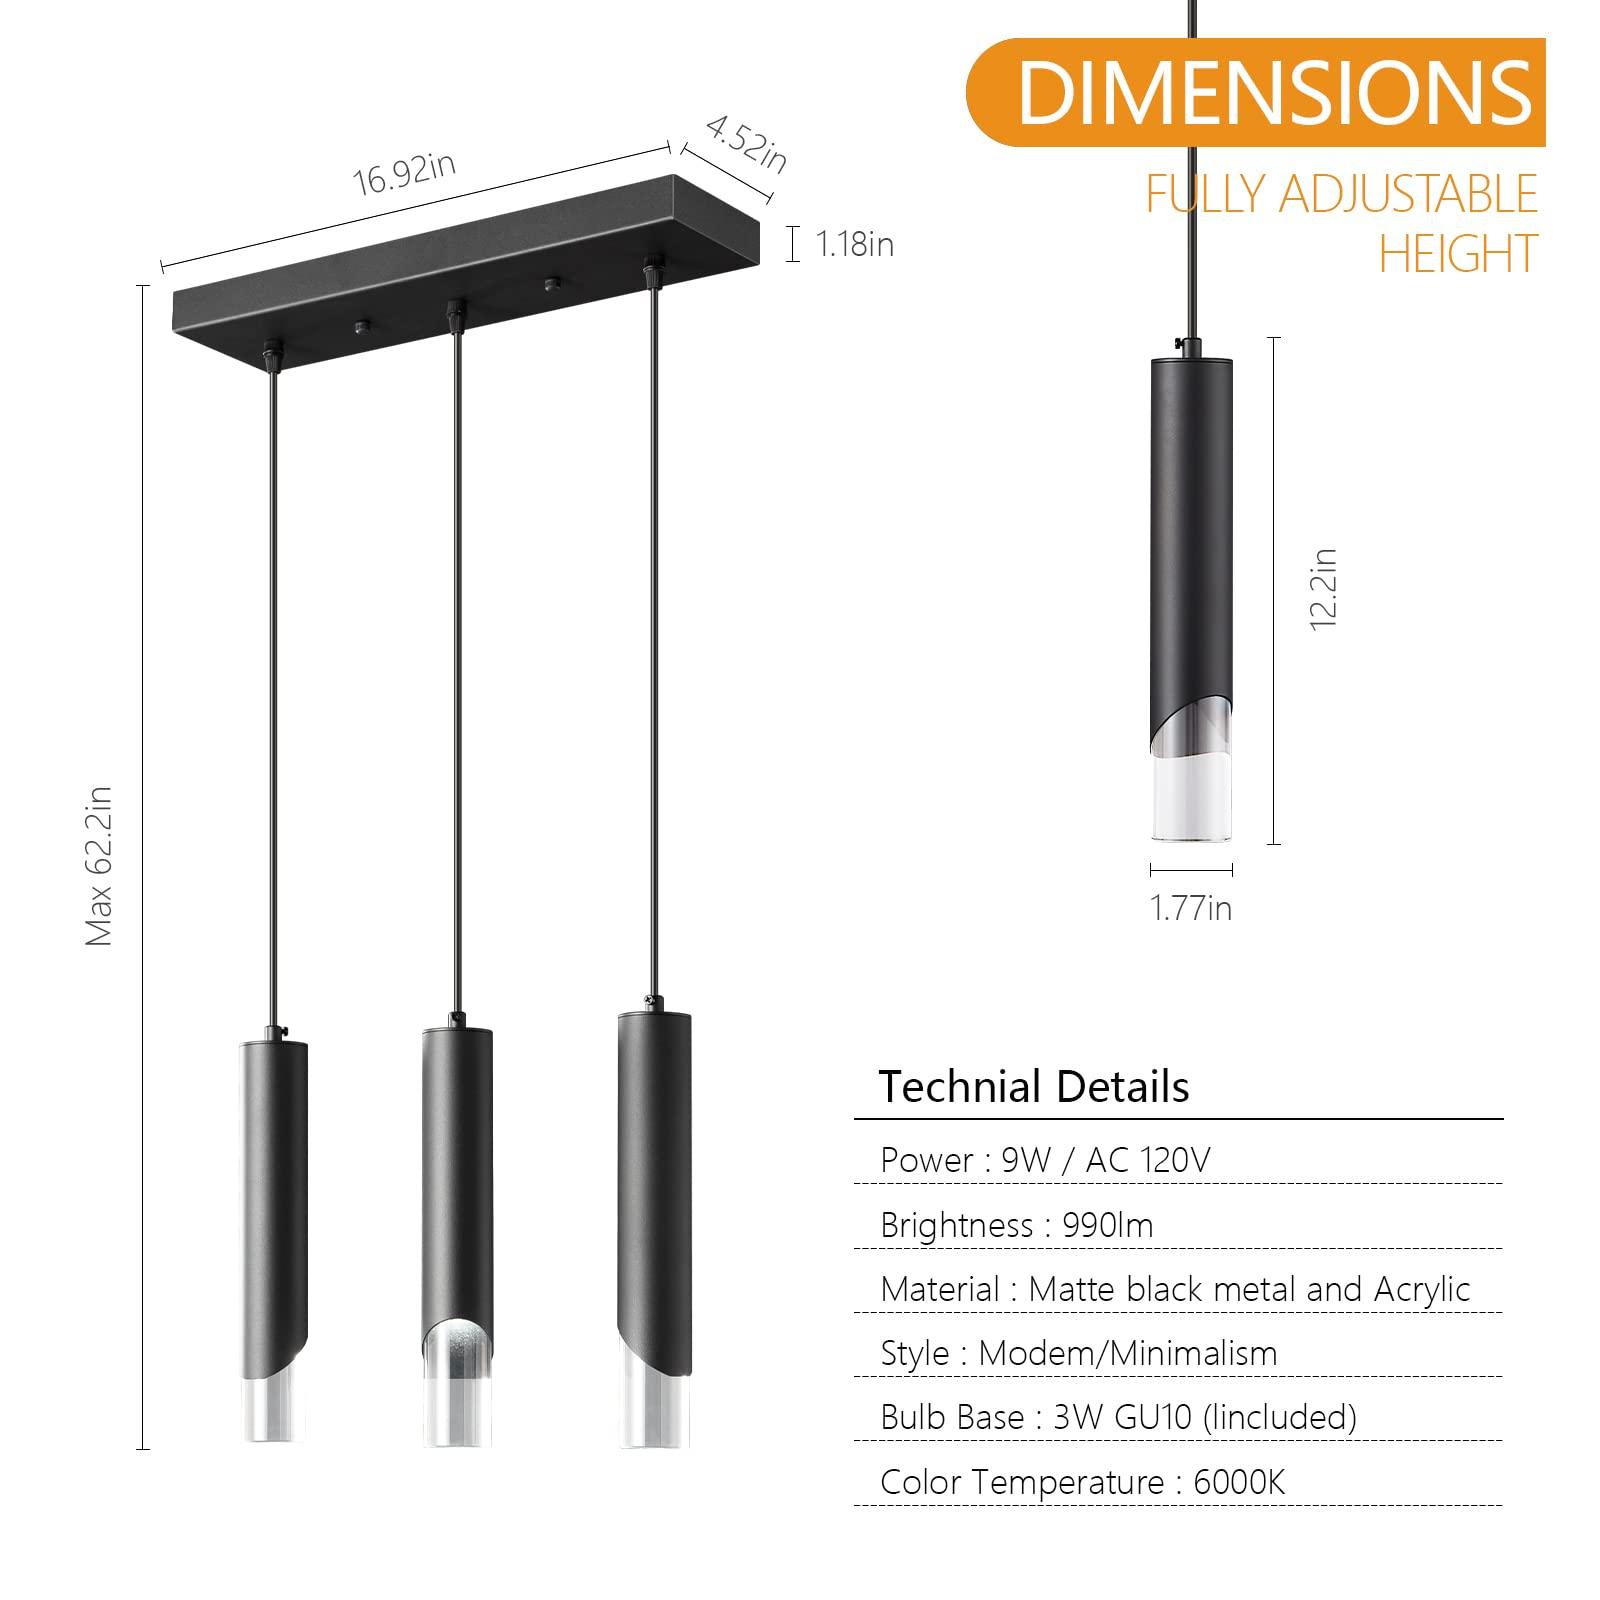 DIMENSIONS
FULLY ADJUSTABLE
HEIGHT
16.92in
4.52in
1.18in
Max 62.2in
12.2in
1.77in
Technial Details
Power : 9W / AC 120V
Brightness : 990lm
Material : Matte black metal and Acrylic
Style : Modem/Minimalism
Bulb Base : 3W GU10 (lincluded)
Color Temperature : 6000K